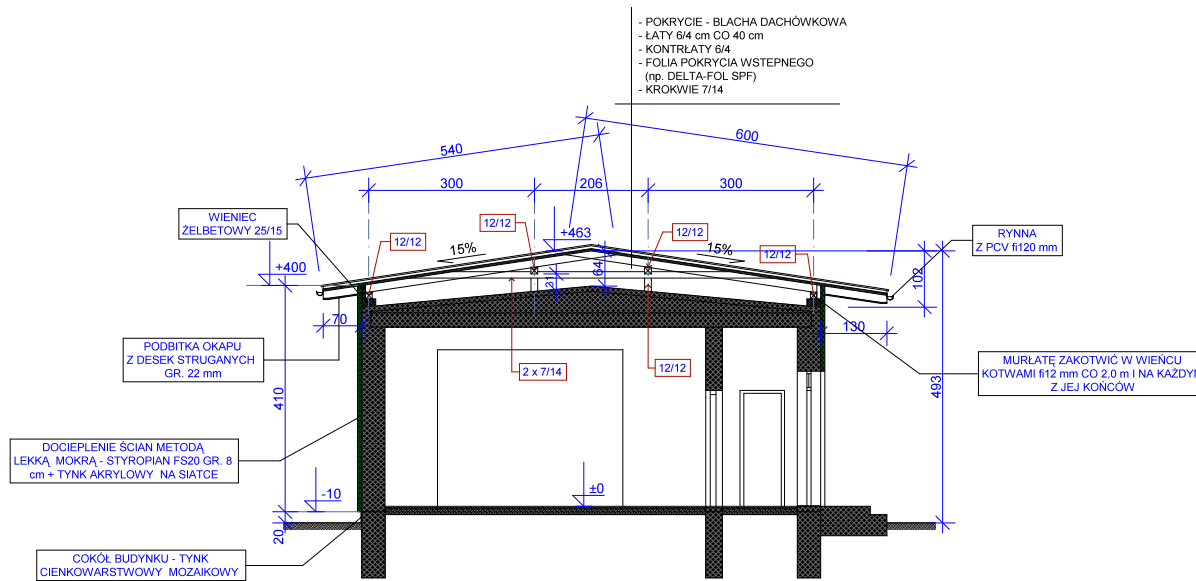 - POKRYCIE - BLACHA DACHÓWKOWA
- ŁATY 6/4 cm CO 40 cm
- KONTRŁATY 6/4
- FOLIA POKRYCIA WSTEPNEGO
(np. DELTA-FOL SPF)
- KROKWIE 7/14
540
600
300
206
300
WIENIEC
ŻELBETOWY 25/15
12/12
12/12
12/12
12/12
RYNNA
Z PCV fi120 mm
+463
15%
15%
+400
64
31
102
70
130
PODBITKA OKAPU
Z DESEK STRUGANYCH
GR. 22 mm
2 x 7/14
12/12
MURŁATĘ ZAKOTWIĆ W WIEŃCU
KOTWAMI fi12 mm CO 2,0 m I NA KAŻDYM
Z JEJ KOŃCÓW
410
493
DOCIEPLENIE ŚCIAN METODĄ
LEKKĄ MOKRĄ - STYROPIAN FS20 GR. 8
cm + TYNK AKRYLOWY NA SIATCE
-10
±0
20
COKÓŁ BUDYNKU - TYNK
CIENKOWARSTWOWY MOZAIKOWY